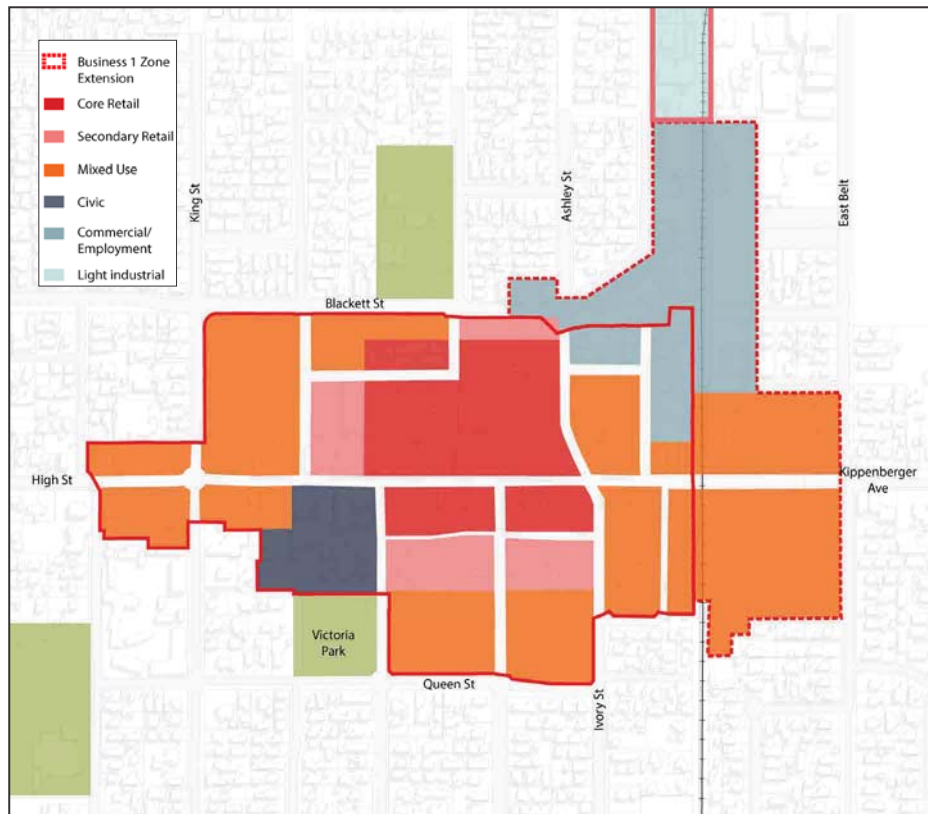 Business 1 Zone
Extension
Core Retail
Secondary Retail
Mixed Use
Civic
Commercial/
Employment
Light industrial
King St
Ashley St
East Belt
Blackett St
High St
Kippenberger
Ave
Victoria
Park
Queen St
Ivory St